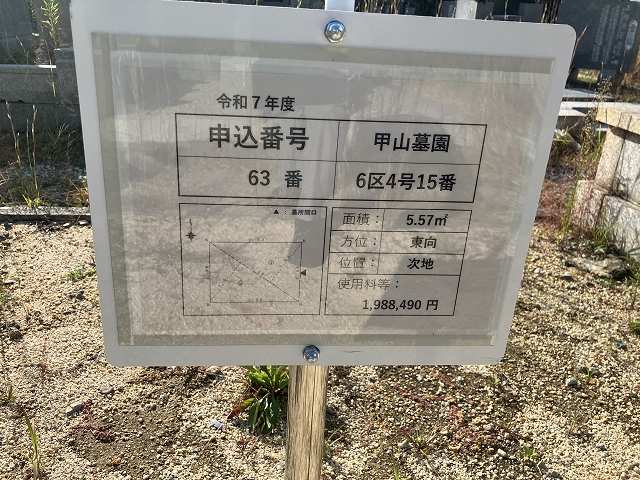 令和7年度
申込番号 甲山墓園
63 番 6区4号15番
▲：墓所間口
面積： 5.57㎡
方位： 東向
位置： 次地
使用料等：
1,988,490 円